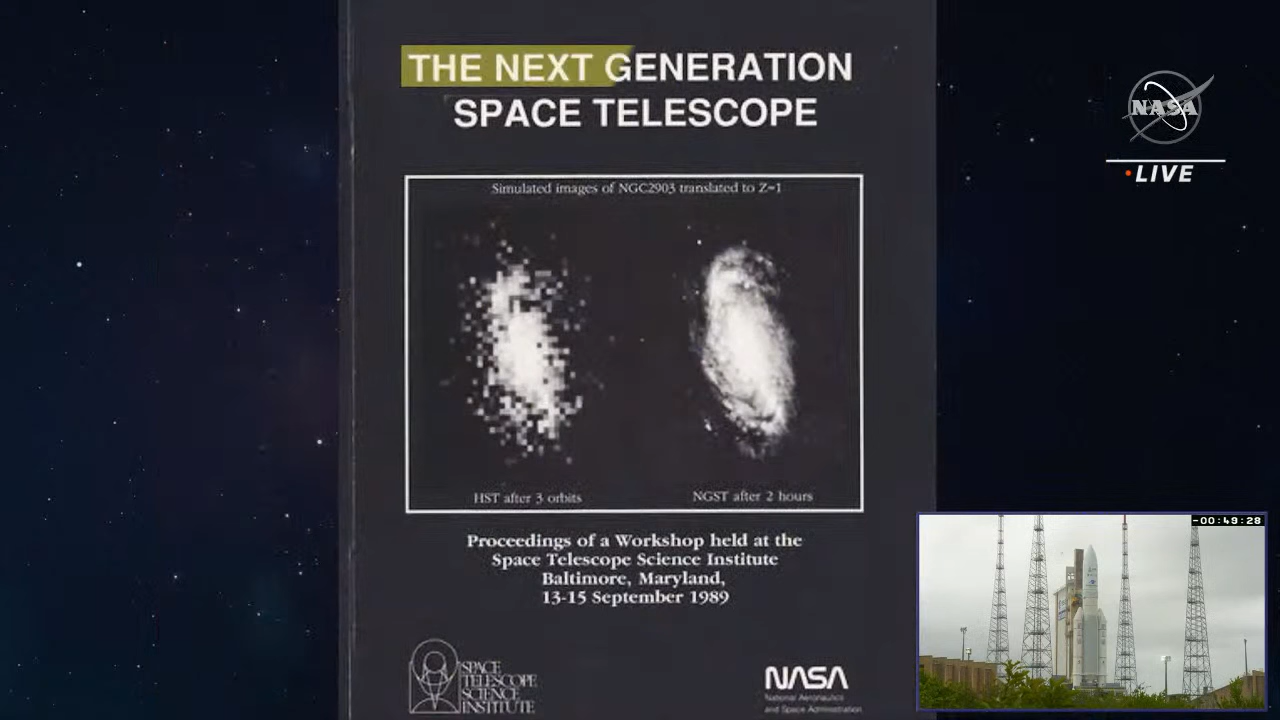 THE NEXT GENERATION
SPACE TELESCOPE
Simulated images of NGC2903 translated to Z=1
HST after 3 orbits
NGST after 2 hours
Proceedings of a Workshop held at the
Space Telescope Science Institute
Baltimore, Maryland,
13-15 September 1989
SPACE
TELESCOPE
SCIENCE
INSTITUTE
NASA
National Aeronautics
and Space Administration
NASA
LIVE
-00:49:28